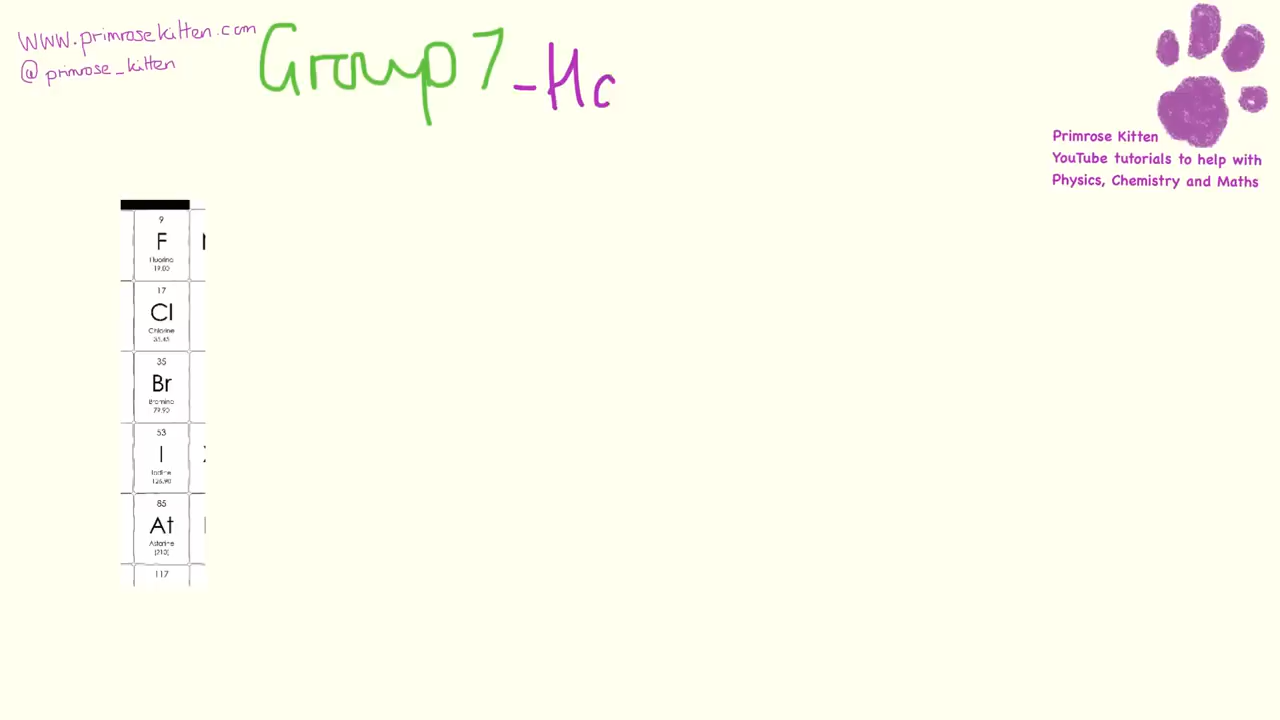 www.primrosekitten.com
@primrose_kitten
Group 7 - Ha
Primrose Kitten
YouTube tutorials to help with
Physics, Chemistry and Maths
9
F
Fluorine
19.00
17
Cl
Chlorine
35.45
35
Br
Bromine
79.90
53
I
Iodine
126.90
85
At
Astatine
[210]
117